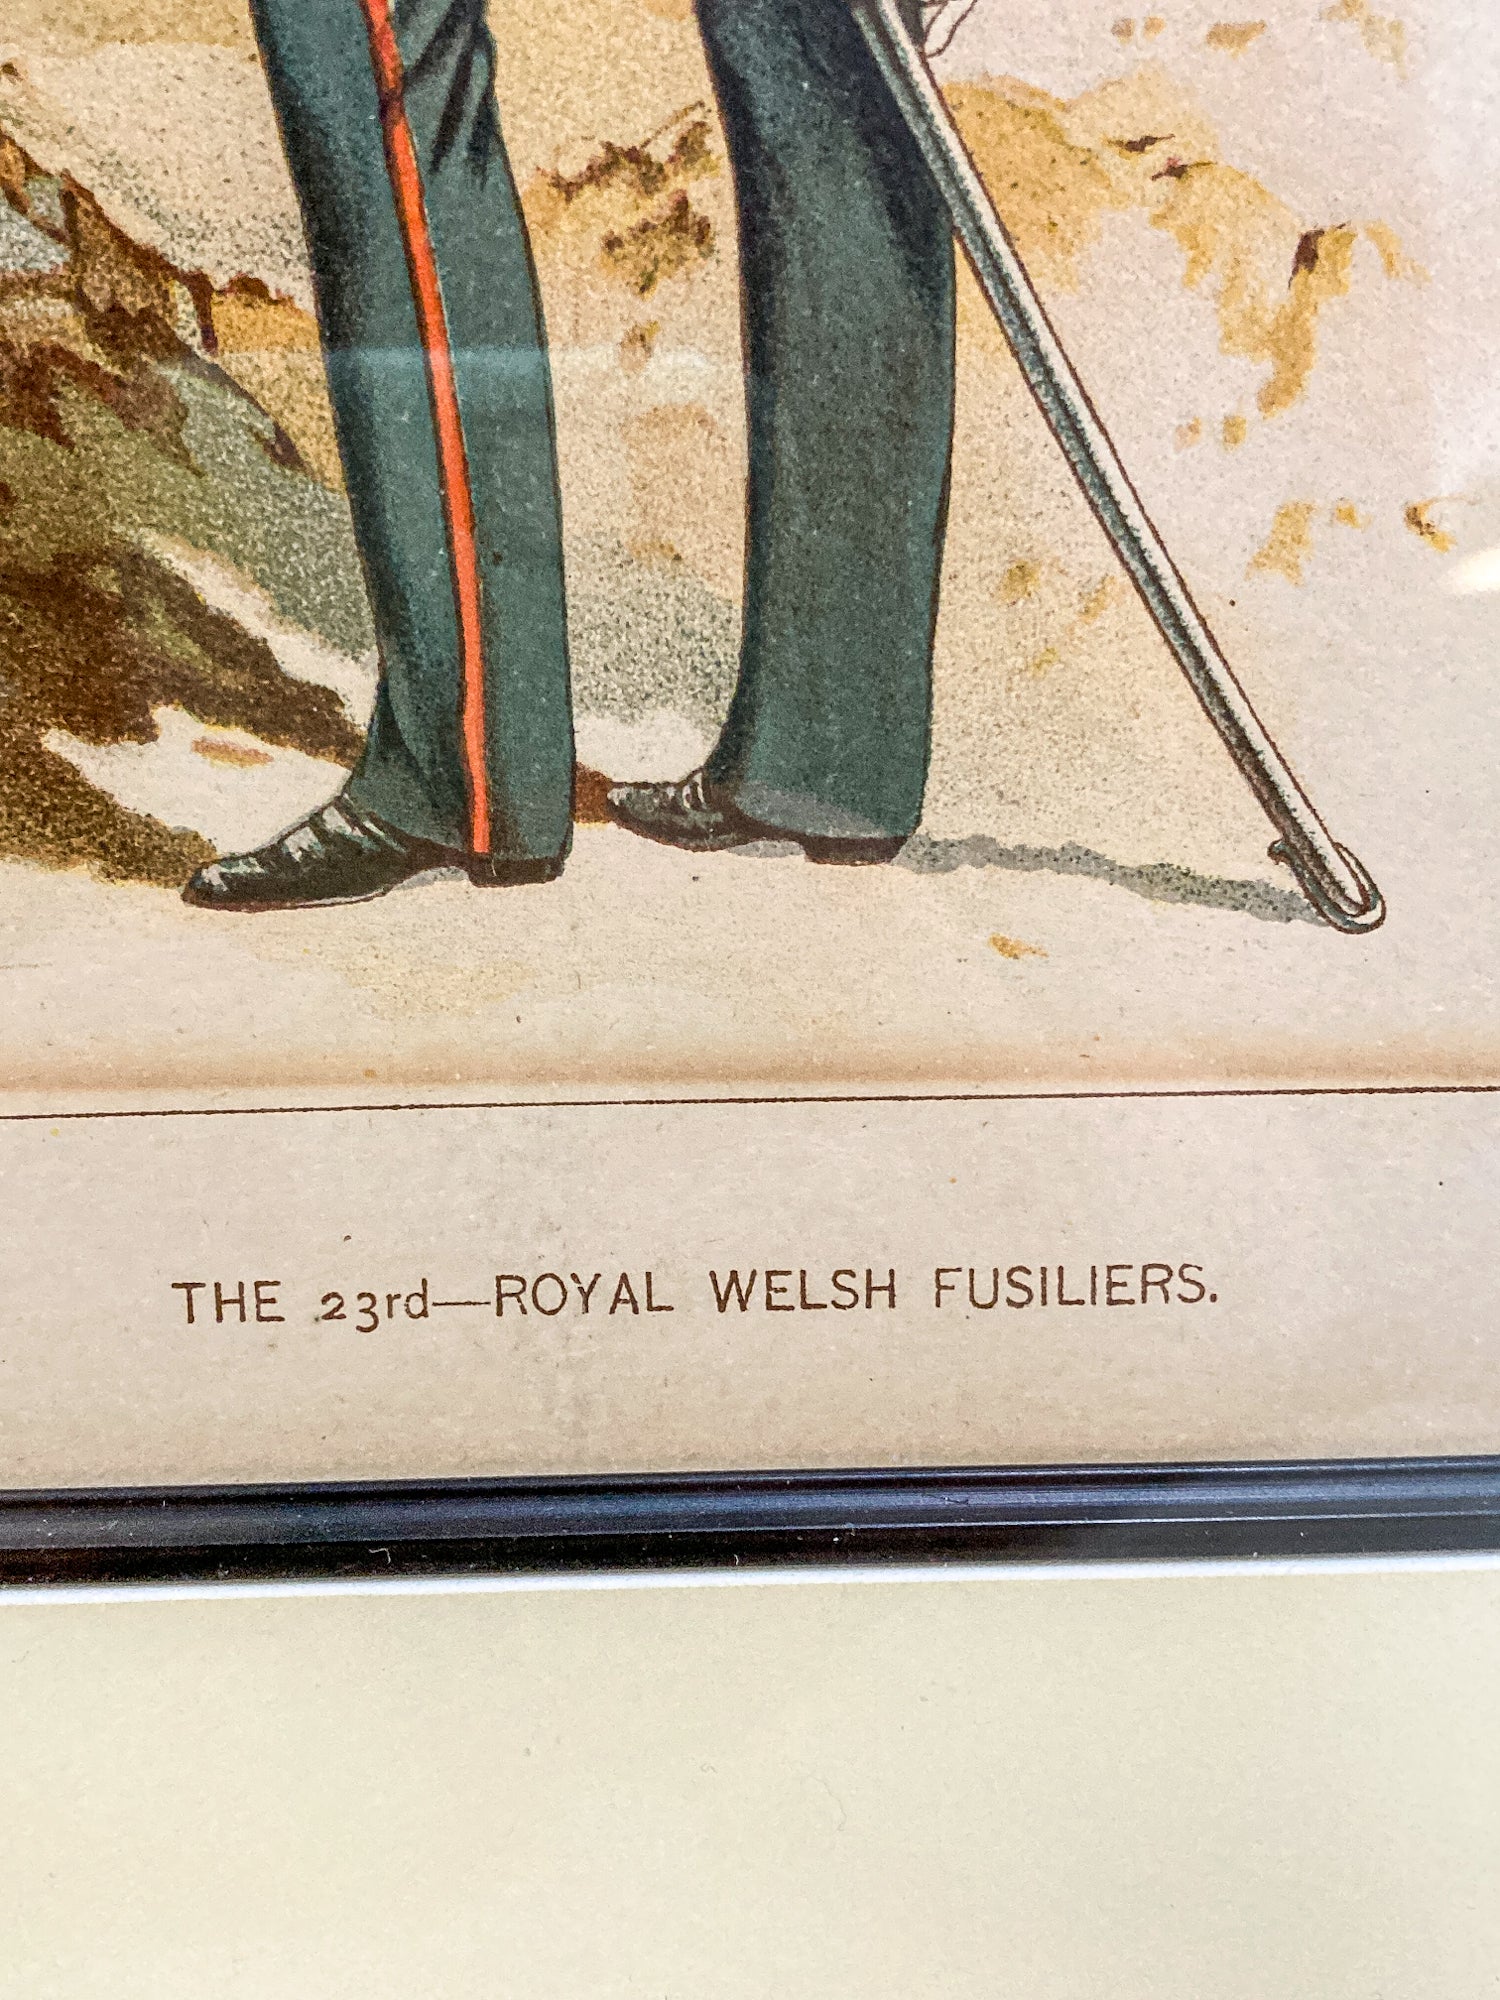 THE 23rd—ROYAL WELSH FUSILIERS.